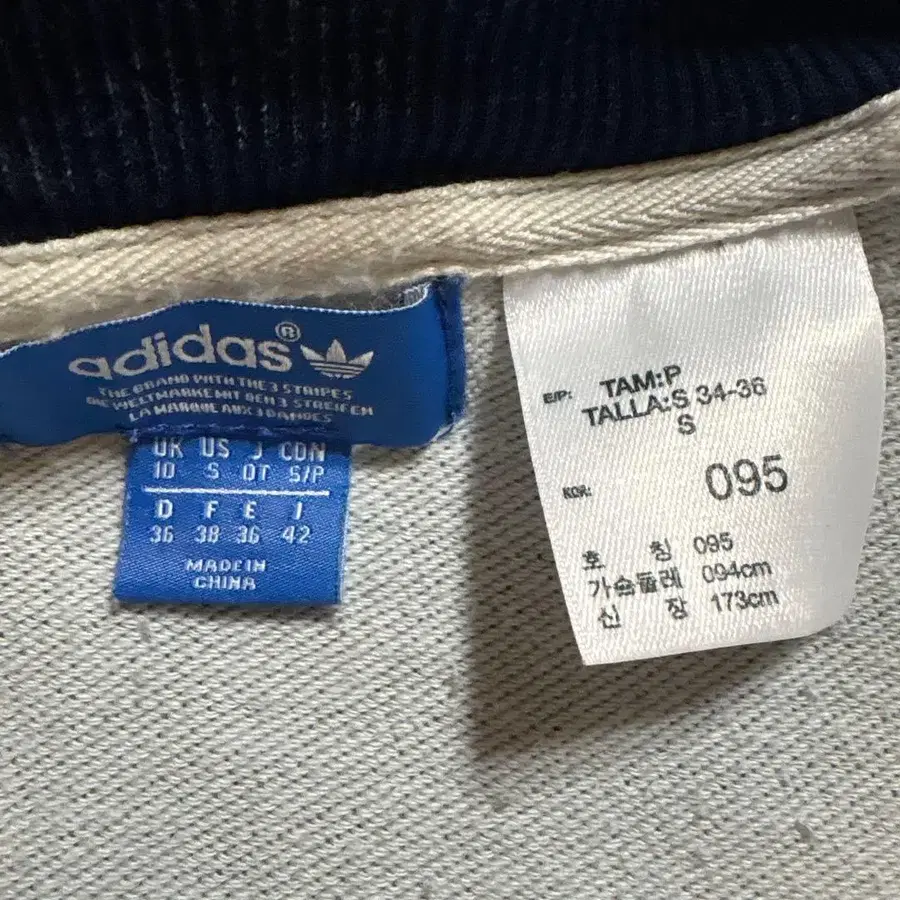 adidas®
THE BRAND WITH THE 3 STRIPES
DIE WELTMARKE MIT DEN 3 STREIFEN
LA MARQUE AUX 3 BANDES
UK US J CDN
10 S OT S/P
D F E I
36 38 36 42
MADE IN
CHINA
E/P: TAM:P
TALLA:S 34-36
S
KOR: 095
호 칭 095
가슴둘레 094cm
신 장 173cm